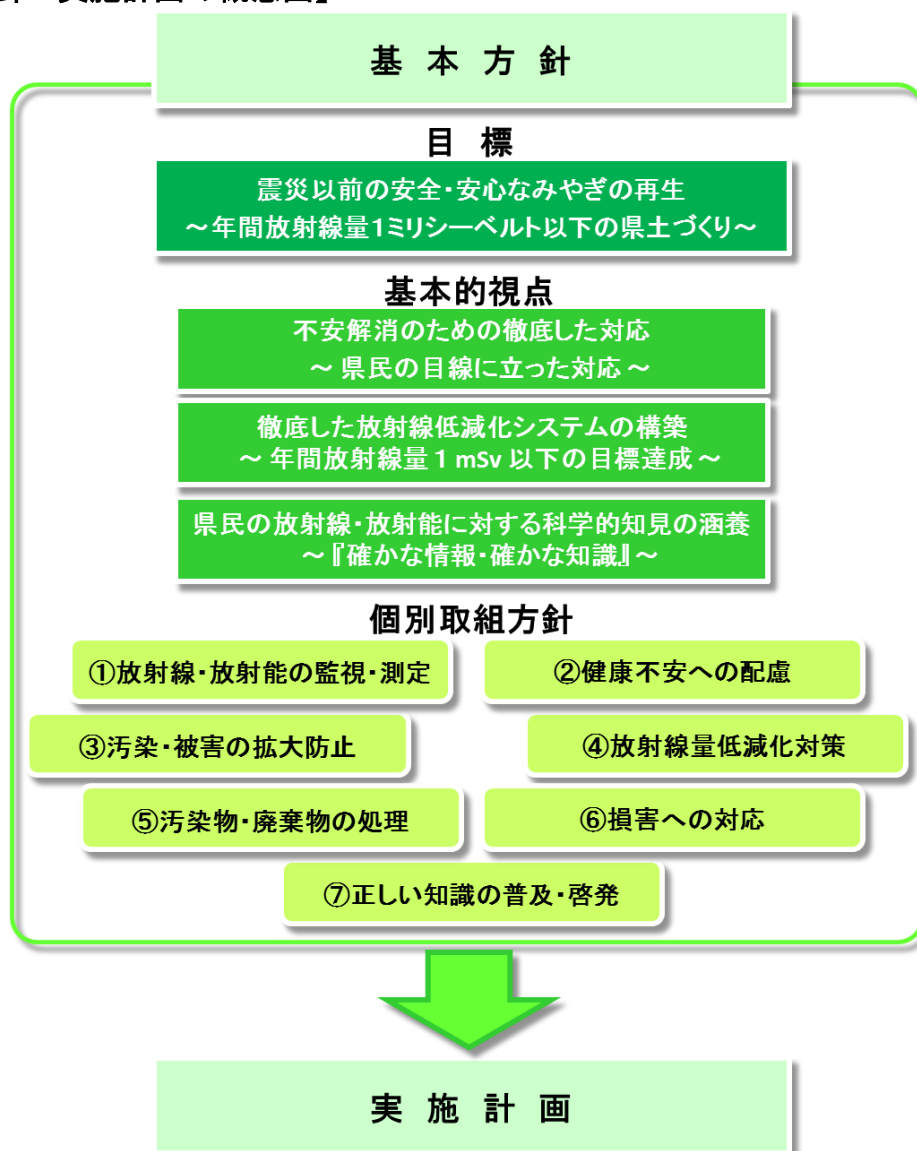 実施計画の概念図】
基本方針
目標
震災以前の安全・安心なみやぎの再生
～年間放射線量1ミリシーベルト以下の県土づくり～
基本的視点
不安解消のための徹底した対応
～ 県民の目線に立った対応 ～
徹底した放射線低減化システムの構築
～ 年間放射線量 1 mSv 以下の目標達成 ～
県民の放射線・放射能に対する科学的知見の涵養
～『確かな情報・確かな知識』～
個別取組方針
①放射線・放射能の監視・測定
②健康不安への配慮
③汚染・被害の拡大防止
④放射線量低減化対策
⑤汚染物・廃棄物の処理
⑥損害への対応
⑦正しい知識の普及・啓発
実施計画